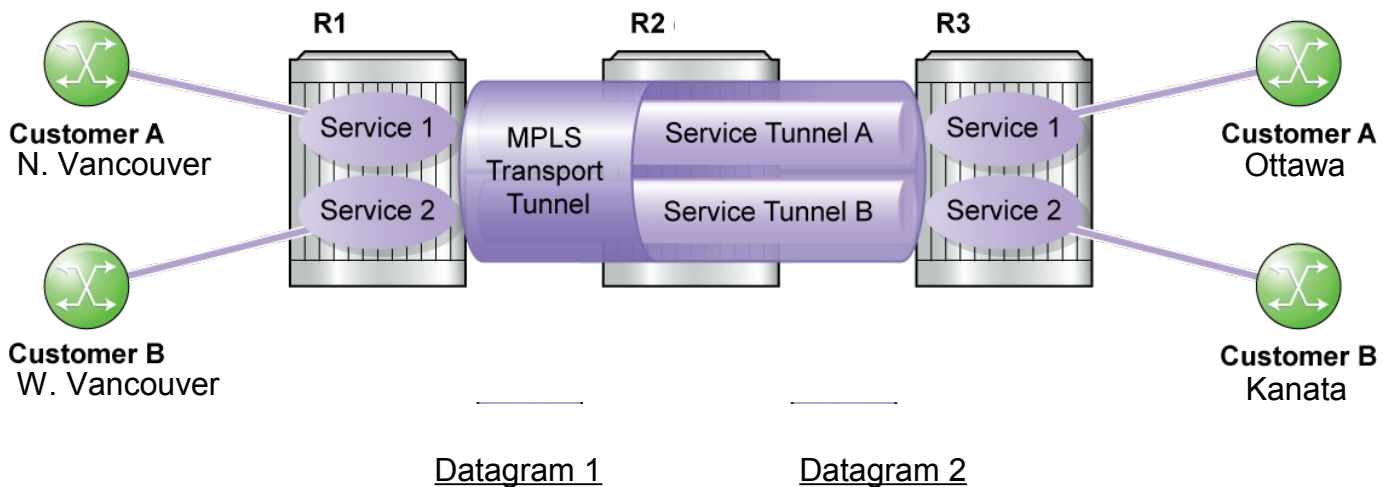 R1
R2
R3
Customer A
N. Vancouver
Service 1
MPLS
Transport
Tunnel
Service Tunnel A
Service 1
Customer A
Ottawa
Service 2
Service Tunnel B
Service 2
Customer B
W. Vancouver
Customer B
Kanata
Datagram 1
Datagram 2